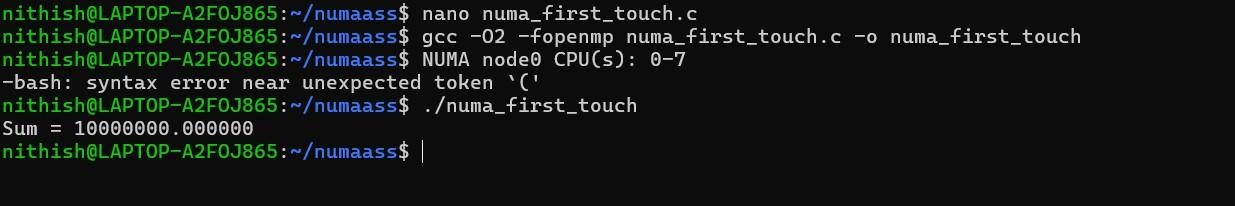 nithish@LAPTOP-A2FOJ865:~/numaass$ nano numa_first_touch.c
nithish@LAPTOP-A2FOJ865:~/numaass$ gcc -O2 -fopenmp numa_first_touch.c -o numa_first_touch
nithish@LAPTOP-A2FOJ865:~/numaass$ NUMA node0 CPU(s): 0-7
-bash: syntax error near unexpected token `('
nithish@LAPTOP-A2FOJ865:~/numaass$ ./numa_first_touch
Sum = 10000000.000000
nithish@LAPTOP-A2FOJ865:~/numaass$